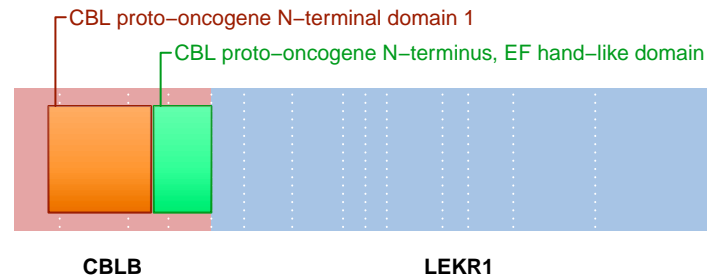 CBL proto−oncogene N−terminal domain 1
CBL proto−oncogene N−terminus, EF hand−like domain
CBLB LEKR1